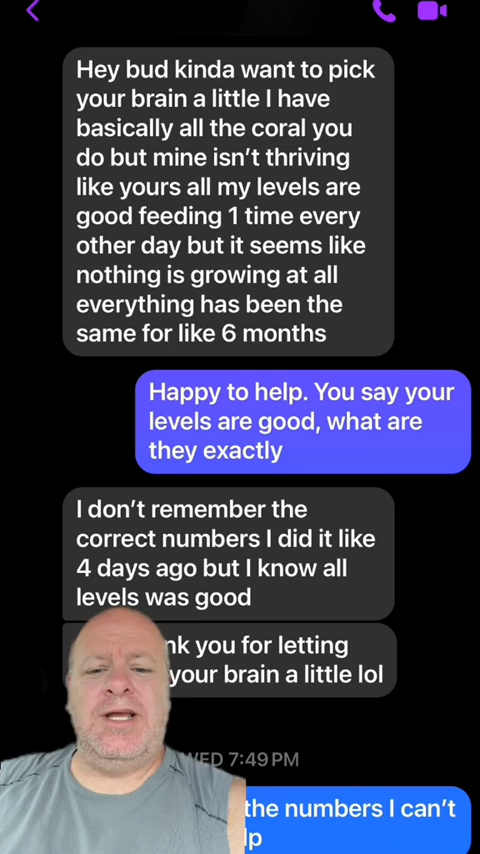 Hey bud kinda want to pick
your brain a little I have
basically all the coral you
do but mine isn’t thriving
like yours all my levels are
good feeding 1 time every
other day but it seems like
nothing is growing at all
everything has been the
same for like 6 months
Happy to help. You say your
levels are good, what are
they exactly
I don’t remember the
correct numbers I did it like
4 days ago but I know all
levels was good
you for letting
your brain a little lol
WED 7:49 PM
the numbers I can’t